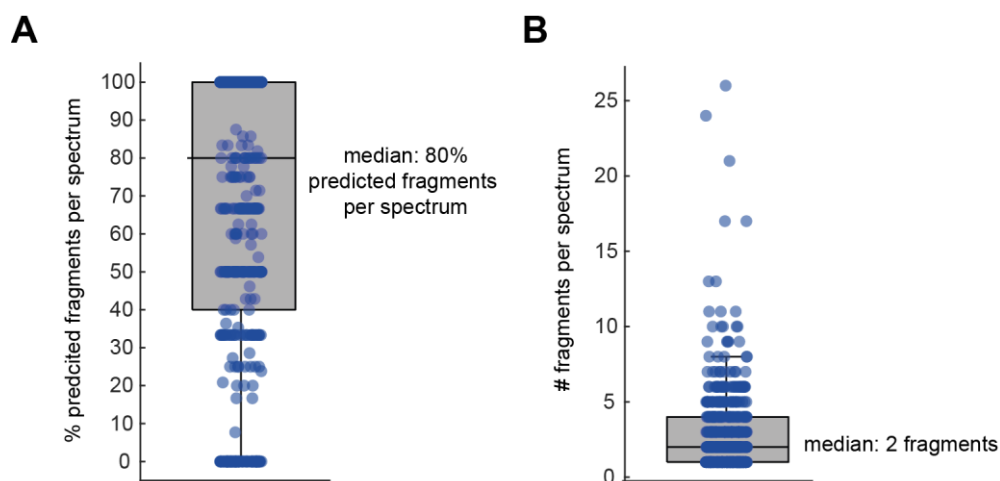 A
% predcited fragments per spectrum
100
90
80
70
60
50
40
30
20
10
0
median: 80%
predicted fragments
per spectrum
B
# fragments per spectrum
25
20
15
10
5
0
median: 2 fragments